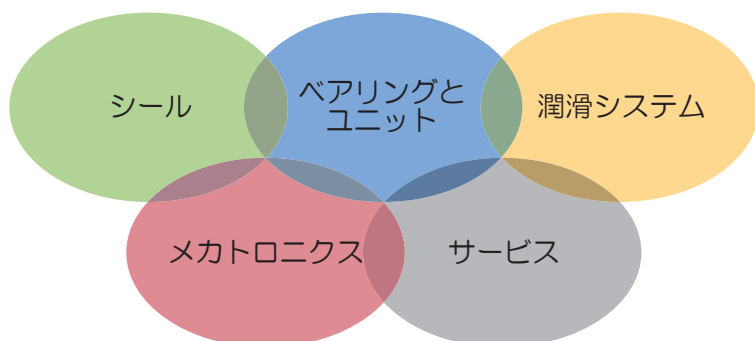 シール
ベアリングと
ユニット
潤滑システム
メカトロニクス
サービス